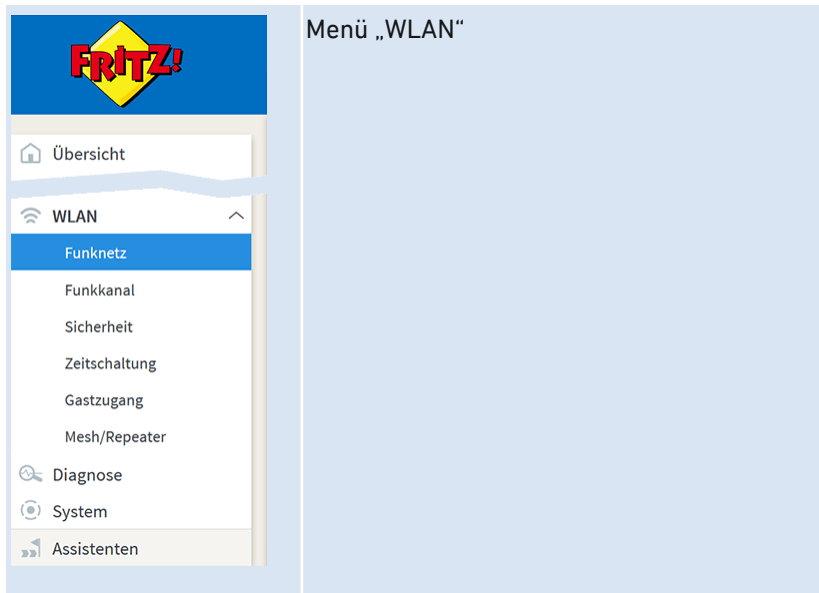 FRITZ!
Menü „WLAN“
Übersicht
WLAN
Funknetz
Funkkanal
Sicherheit
Zeitschaltung
Gastzugang
Mesh/Repeater
Diagnose
System
Assistenten